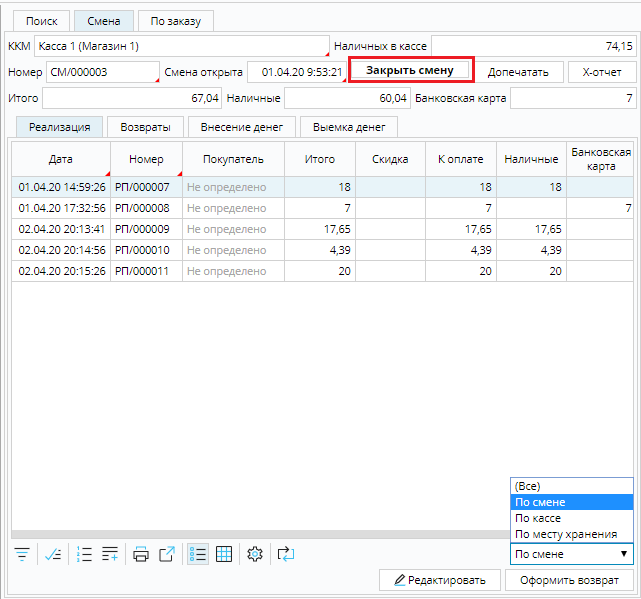 Поиск Смена По заказу
ККМ Касса 1 (Магазин 1) Наличных в кассе 74,15
Номер СМ/000003 Смена открыта 01.04.20 9:53:21 Закрыть смену Допечатать X-отчет
Итого 67,04 Наличные 60,04 Банковская карта 7
Реализация Возвраты Внесение денег Выемка денег
Дата Номер Покупатель Итого Скидка К оплате Наличные Банковская карта
01.04.20 14:59:26 РП/000007 Не определено 18 18 18
01.04.20 17:32:56 РП/000008 Не определено 7 7 7
02.04.20 20:13:41 РП/000009 Не определено 17,65 17,65 17,65
02.04.20 20:14:56 РП/000010 Не определено 4,39 4,39 4,39
02.04.20 20:15:26 РП/000011 Не определено 20 20 20
(Все)
По смене
По кассе
По месту хранения
По смене
Редактировать Оформить возврат